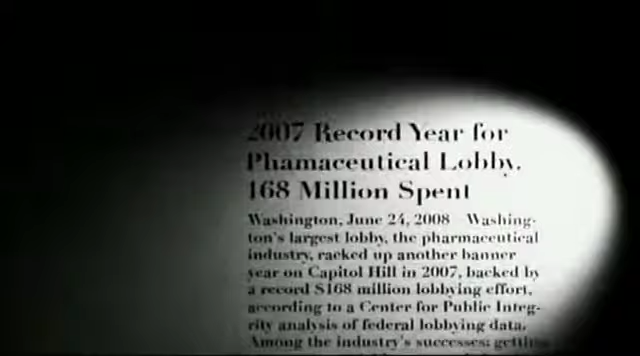 2007 Record Year for
Phamaceutical Lobby,
168 Million Spent
Washington, June 24, 2008 Washing-
ton's largest lobby, the pharmaceutical
industry, racked up another banner
year on Capitol Hill in 2007, backed by
a record $168 million lobbying effort,
according to a Center for Public Integ-
rity analysis of federal lobbying data.
Among the industry's successes: getting